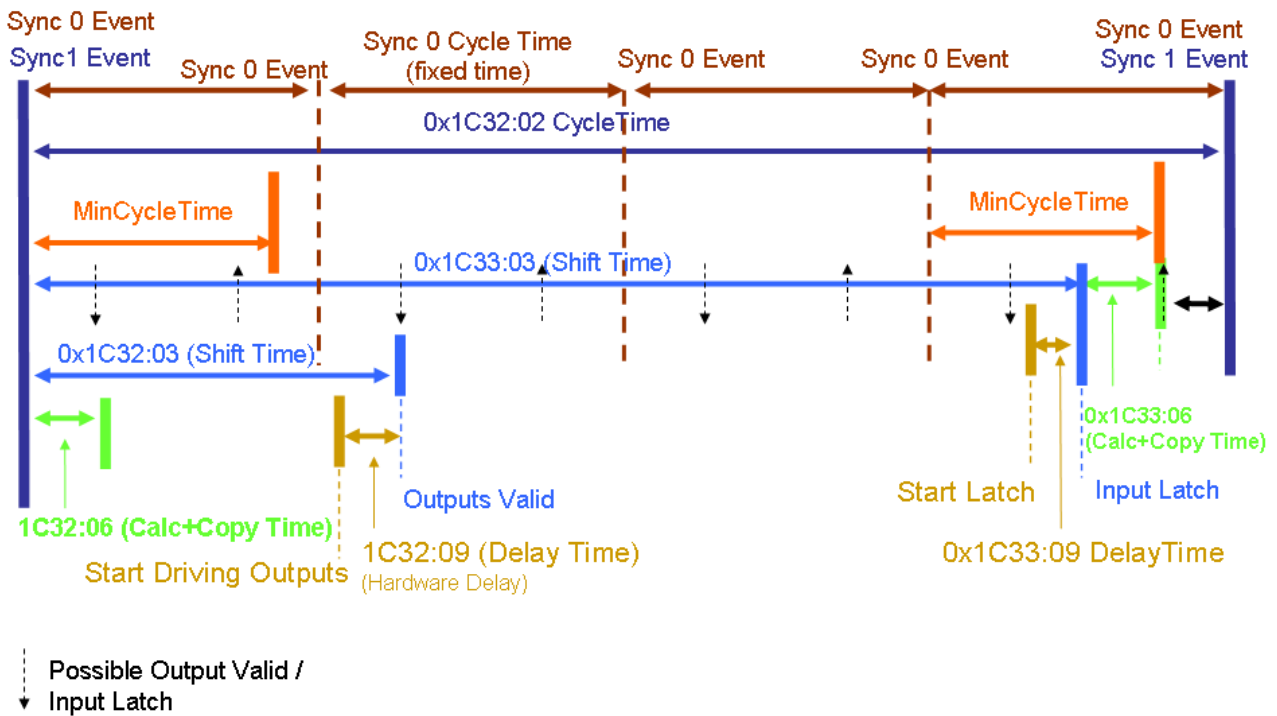 Sync 0 Event
Sync1 Event
Sync 0 Event
Sync 0 Cycle Time
(fixed time)
Sync 0 Event
Sync 0 Event
Sync 0 Event
Sync 1 Event
0x1C32:02 CycleTime
MinCycleTime
MinCycleTime
0x1C33:03 (Shift Time)
0x1C32:03 (Shift Time)
0x1C33:06
(Calc+Copy Time)
Outputs Valid
Start Latch
Input Latch
1C32:06 (Calc+Copy Time)
1C32:09 (Delay Time)
(Hardware Delay)
0x1C33:09 DelayTime
Start Driving Outputs
Possible Output Valid /
Input Latch